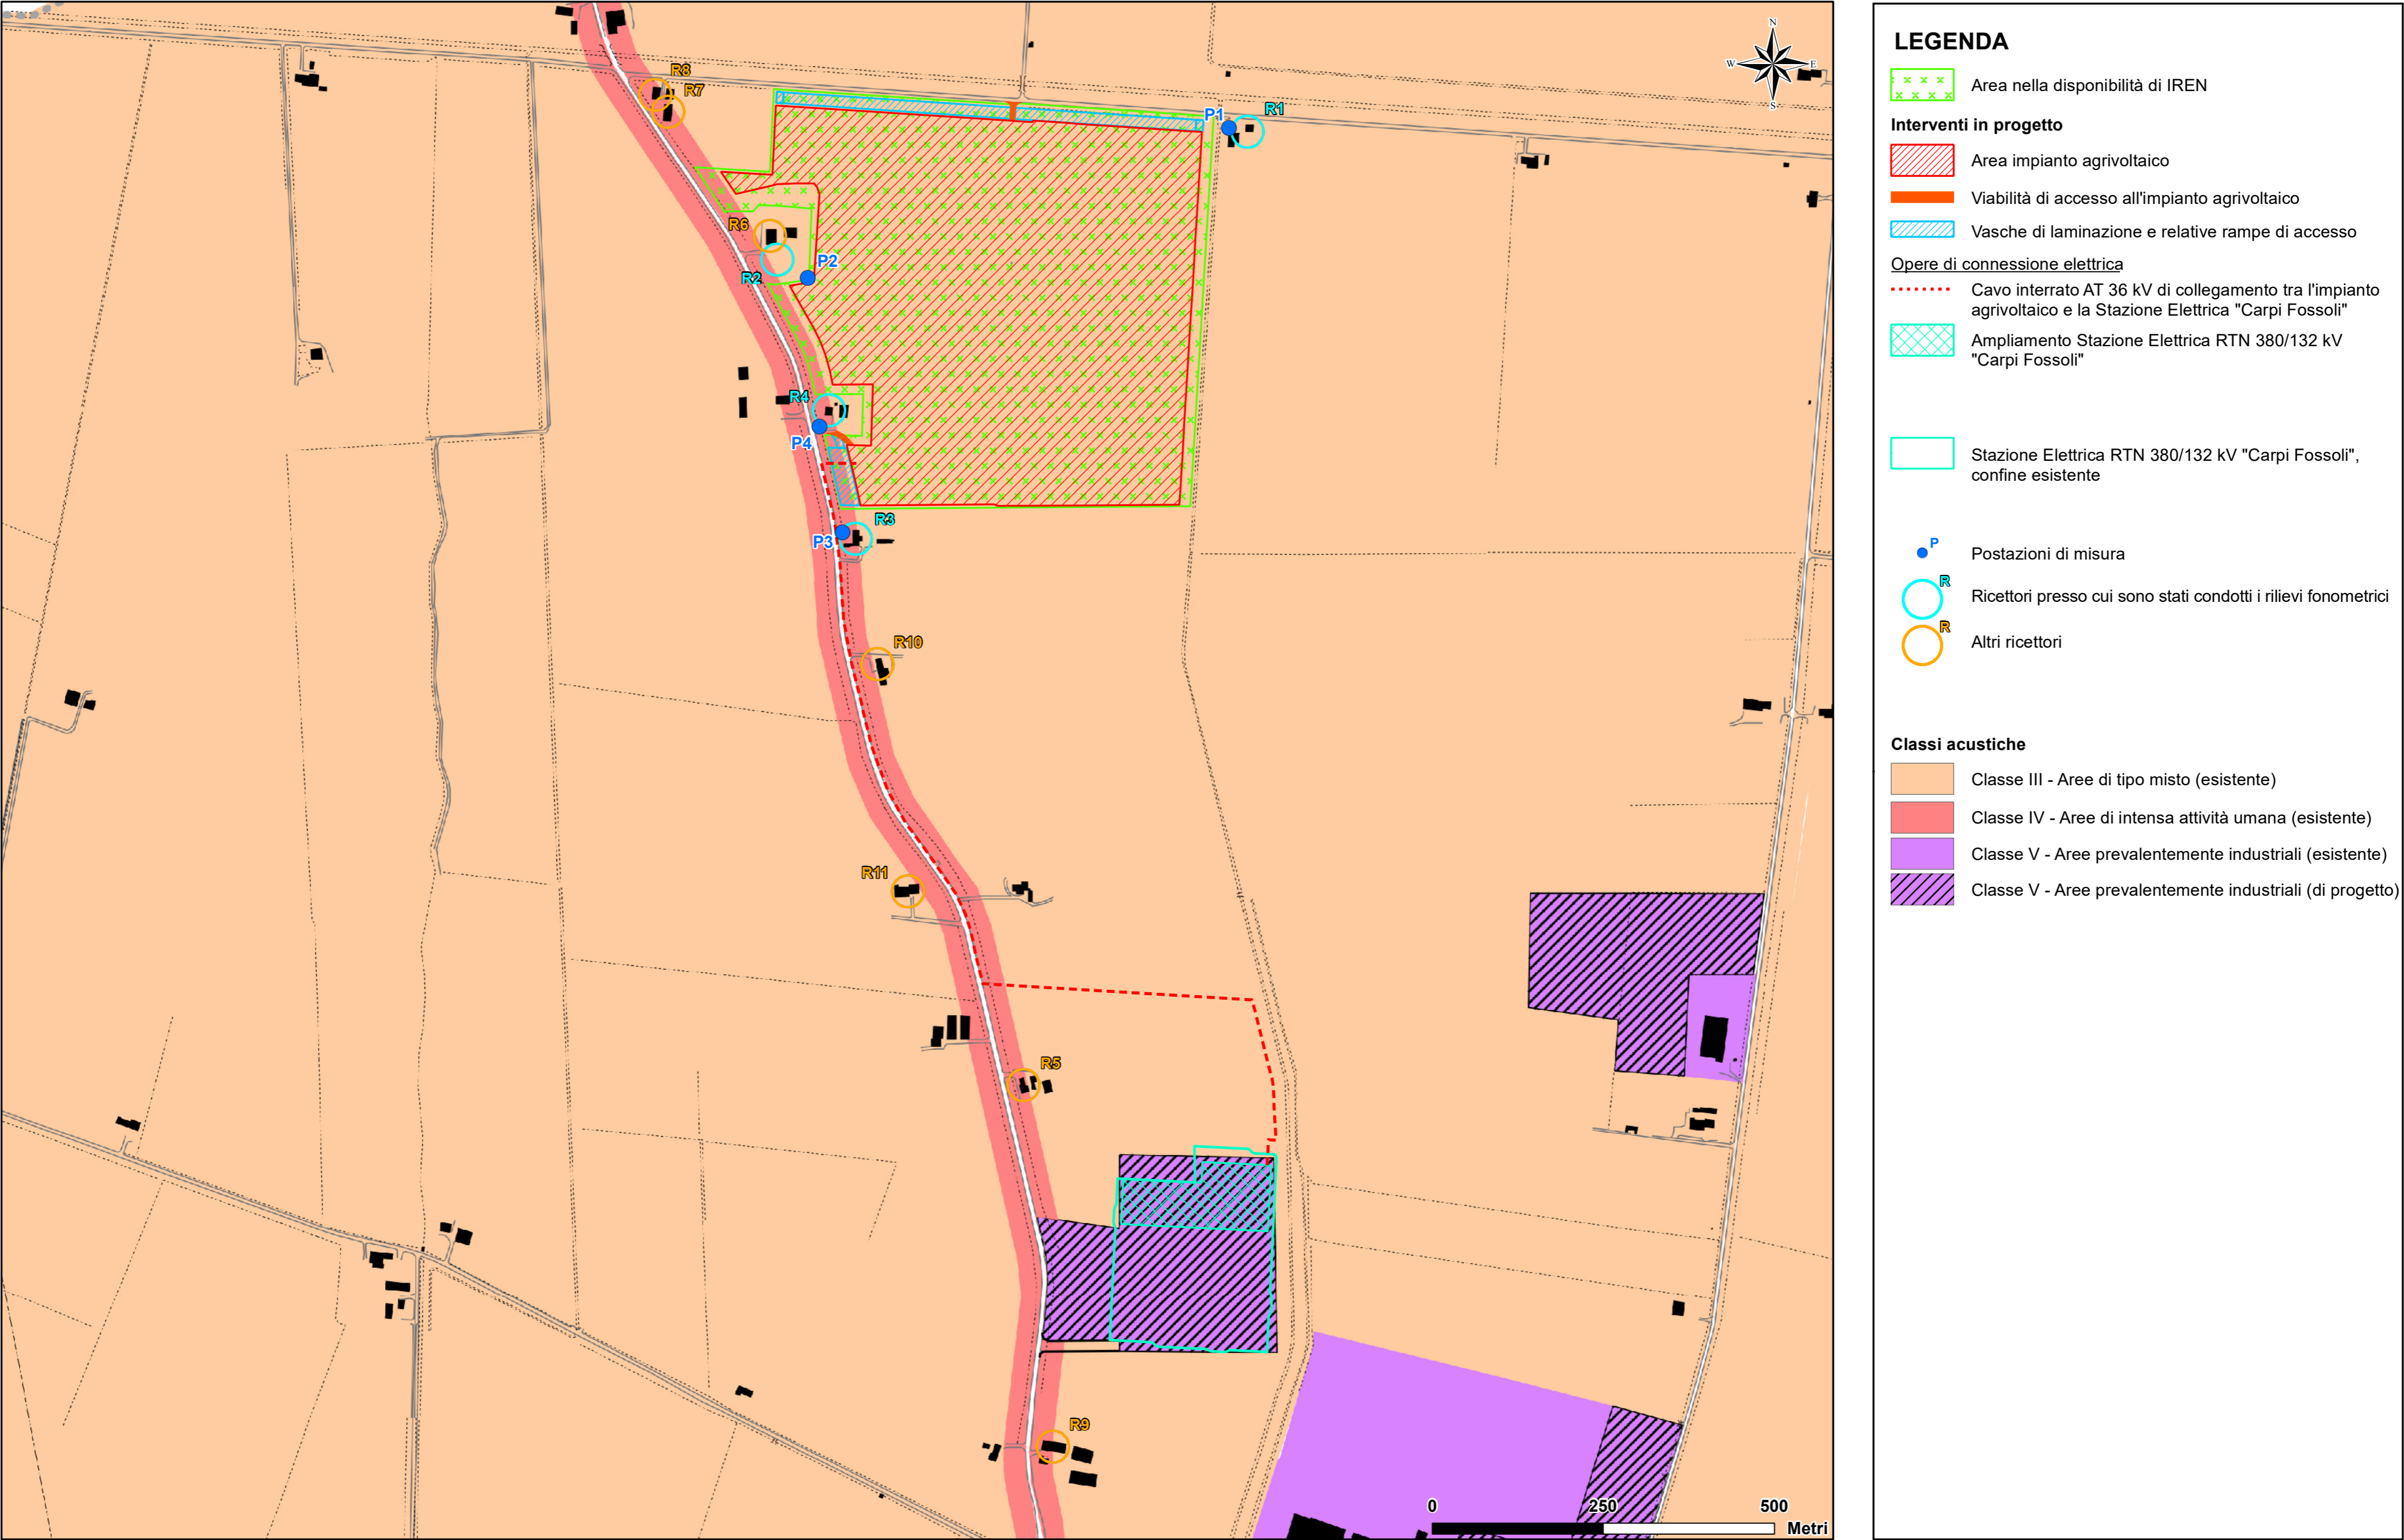 N
W
E
S
R8
R7
P1
R1
R6
P2
R2
R4
P4
R3
P3
R10
R11
R5
R9
0
250
500
Metri
LEGENDA
Area nella disponibilità di IREN
Interventi in progetto
Area impianto agrivoltaico
Viabilità di accesso all'impianto agrivoltaico
Vasche di laminazione e relative rampe di accesso
Opere di connessione elettrica
Cavo interrato AT 36 kV di collegamento tra l'impianto
agrivoltaico e la Stazione Elettrica "Carpi Fossoli"
Ampliamento Stazione Elettrica RTN 380/132 kV
"Carpi Fossoli"
Stazione Elettrica RTN 380/132 kV "Carpi Fossoli",
confine esistente
P
Postazioni di misura
R
Ricettori presso cui sono stati condotti i rilievi fonometrici
R
Altri ricettori
Classi acustiche
Classe III - Aree di tipo misto (esistente)
Classe IV - Aree di intensa attività umana (esistente)
Classe V - Aree prevalentemente industriali (esistente)
Classe V - Aree prevalentemente industriali (di progetto)